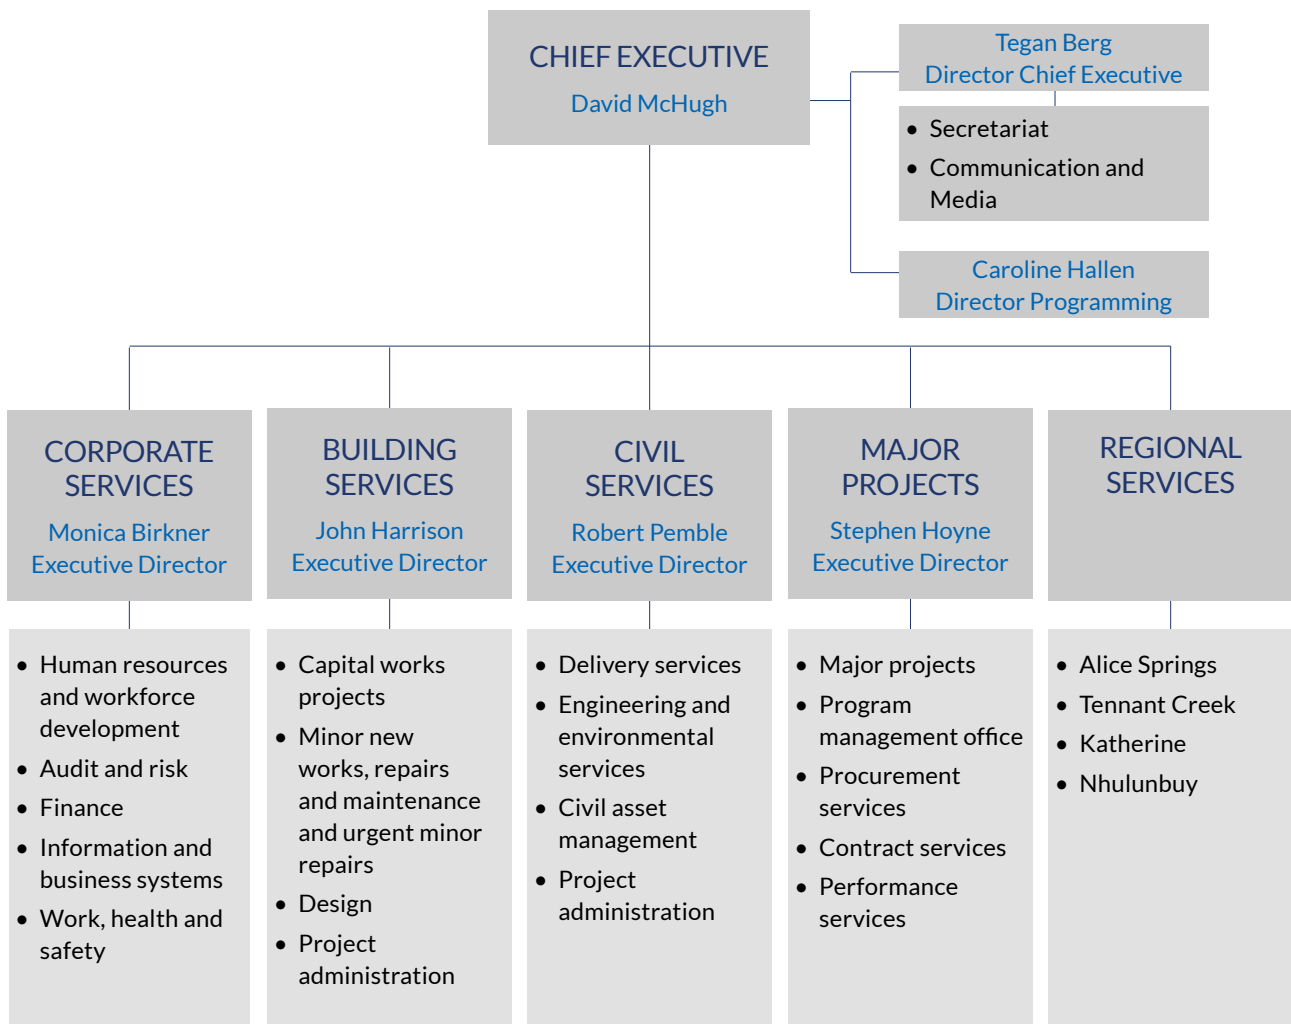 CHIEF EXECUTIVE
David McHugh
Tegan Berg
Director Chief Executive
• Secretariat
• Communication and
Media
Caroline Hallen
Director Programming
CORPORATE
SERVICES
Monica Birkner
Executive Director
• Human resources
and workforce
development
• Audit and risk
• Finance
• Information and
business systems
• Work, health and
safety
BUILDING
SERVICES
John Harrison
Executive Director
• Capital works
projects
• Minor new
works, repairs
and maintenance
and urgent minor
repairs
• Design
• Project
administration
CIVIL
SERVICES
Robert Pemble
Executive Director
• Delivery services
• Engineering and
environmental
services
• Civil asset
management
• Project
administration
MAJOR
PROJECTS
Stephen Hoyne
Executive Director
• Major projects
• Program
management office
• Procurement
services
• Contract services
• Performance
services
REGIONAL
SERVICES
• Alice Springs
• Tennant Creek
• Katherine
• Nhulunbuy